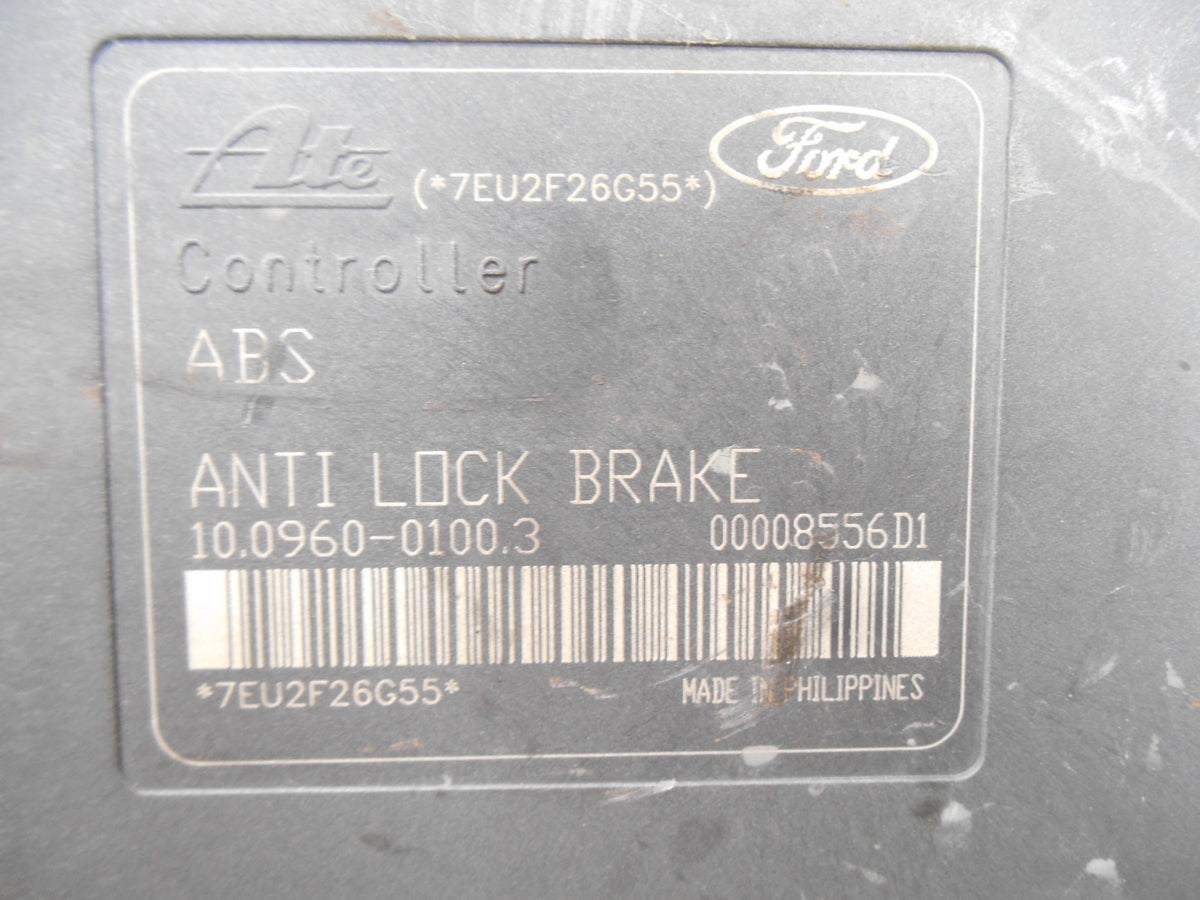 Ate (*7EU2F26G55*) Ford
Controller
ABS
ANTI LOCK BRAKE
10.0960-0100.3 00008556D1
*7EU2F26G55* MADE IN PHILIPPINES